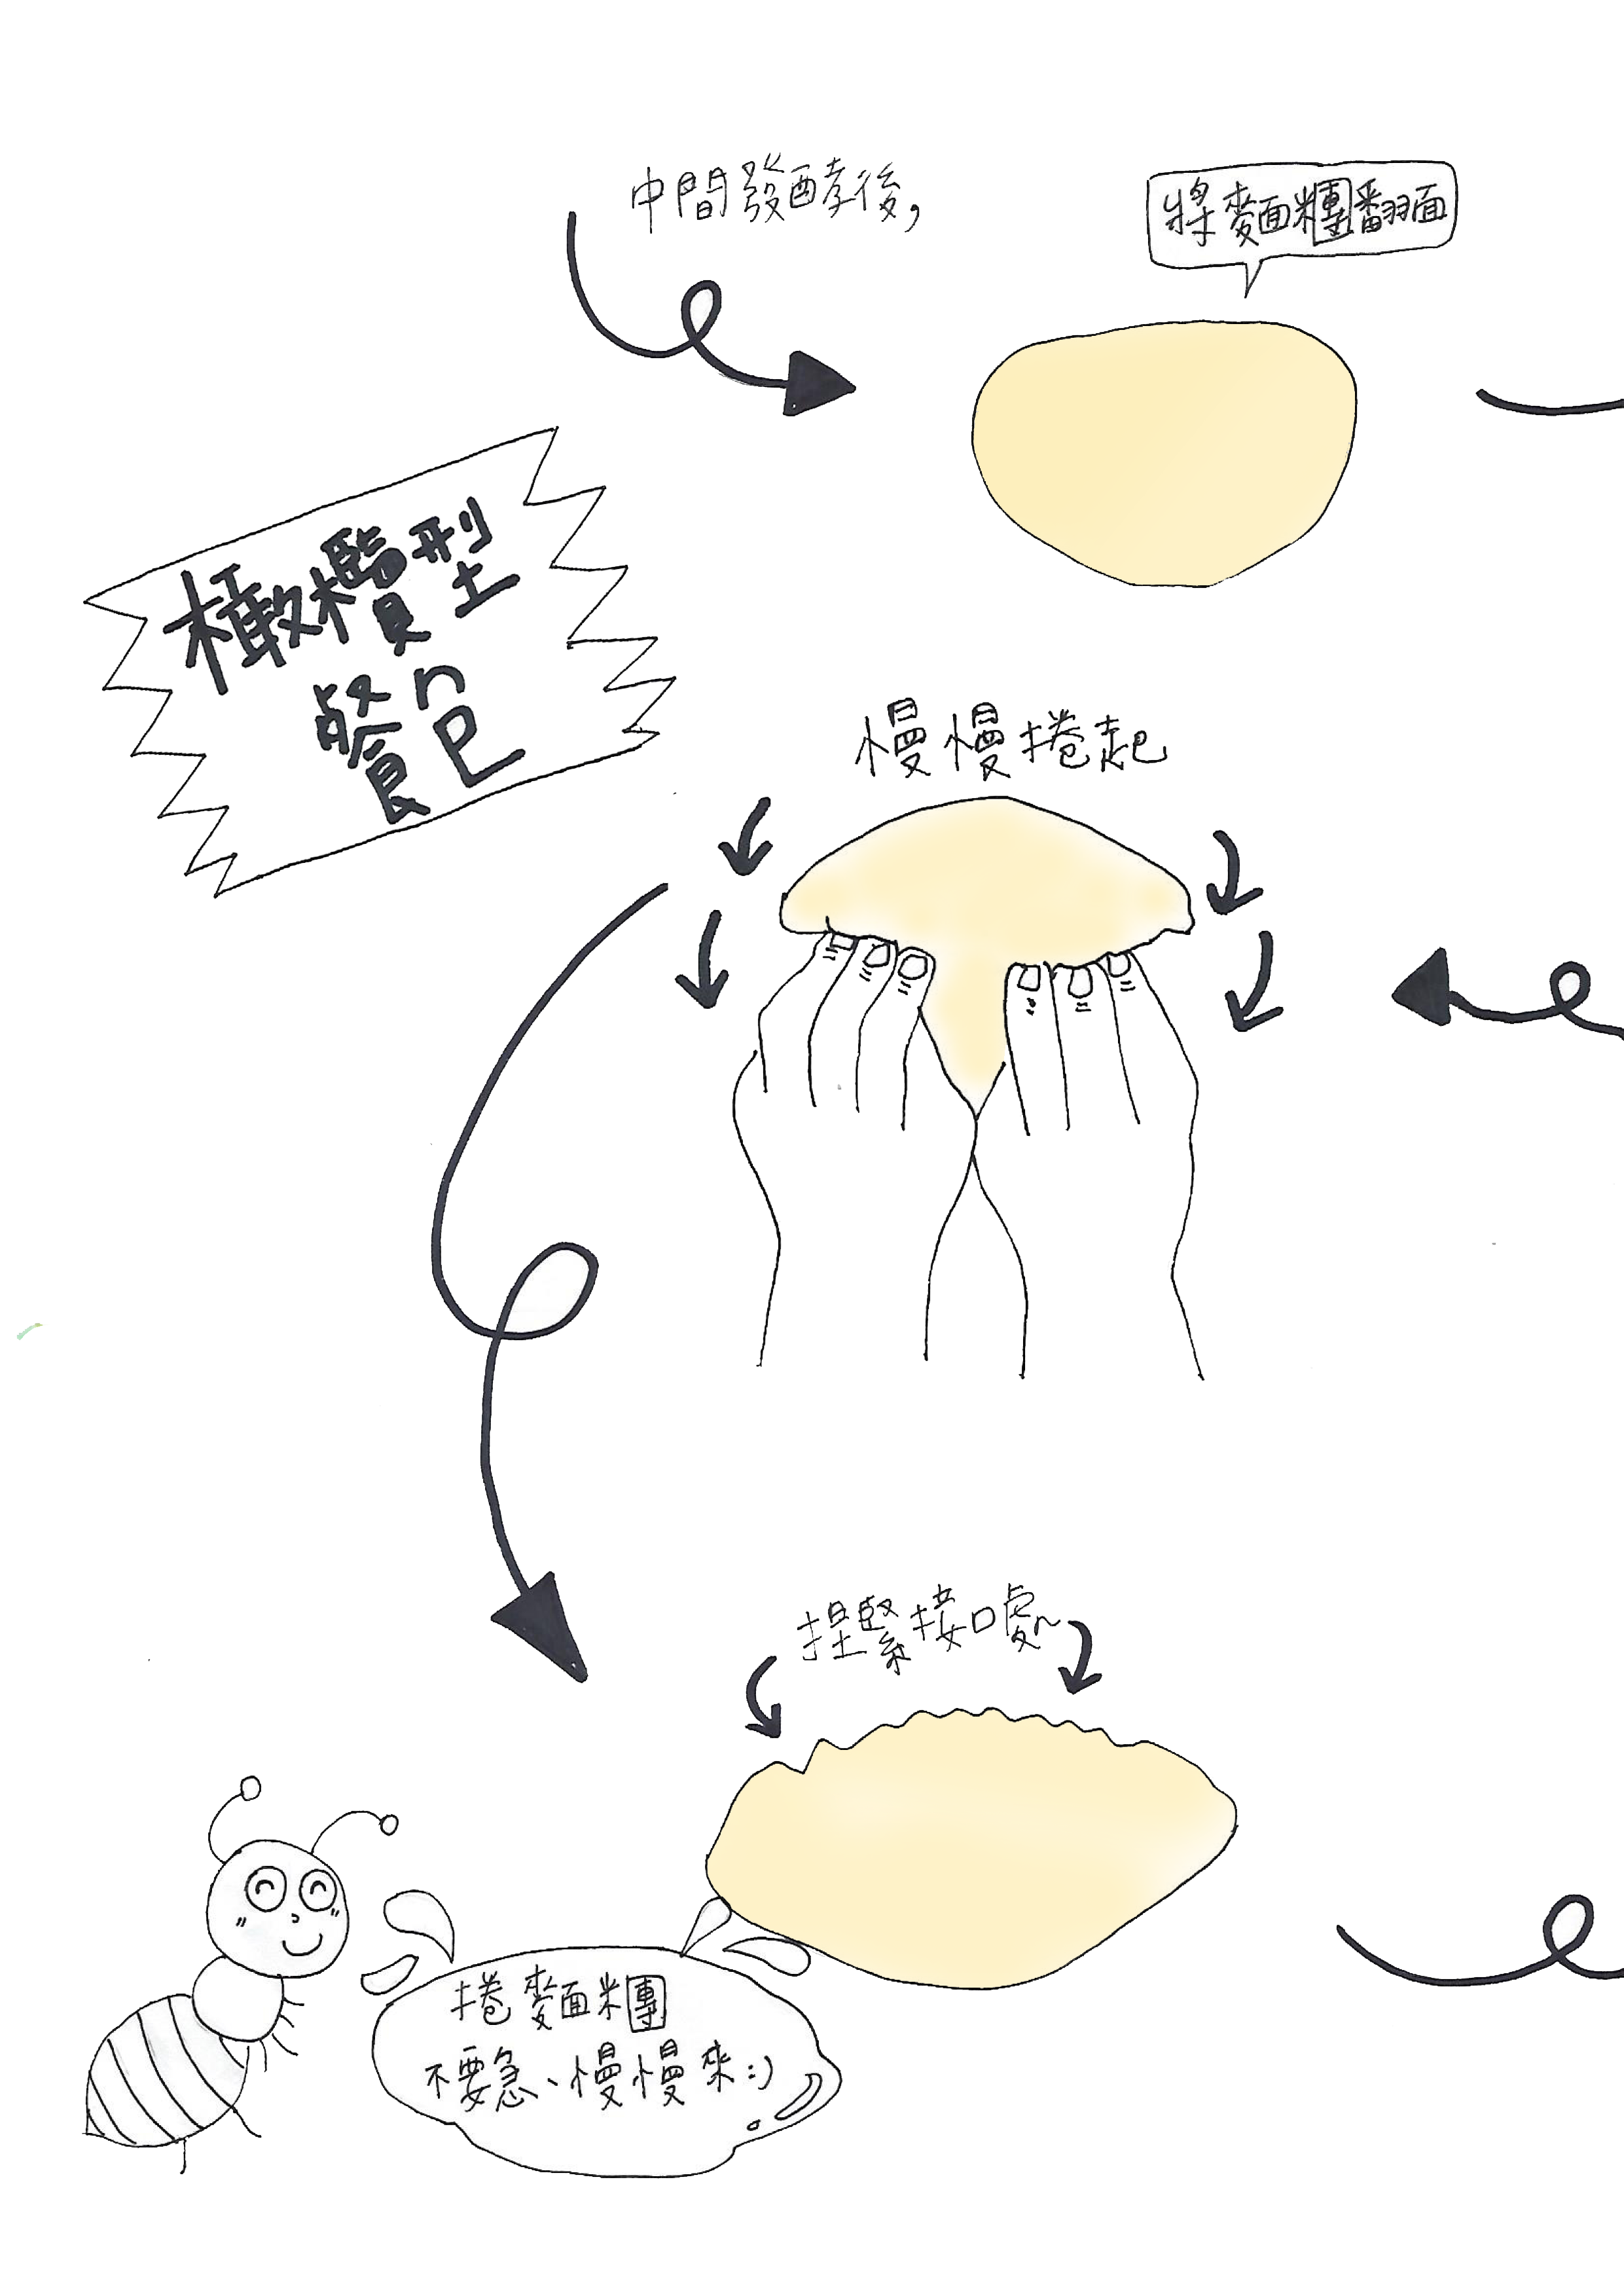 中間發酵後,
將麵糰翻面
橄欖型
餐包
慢慢捲起
捏緊接口處~
捲麵糰
不要急、慢慢來:)